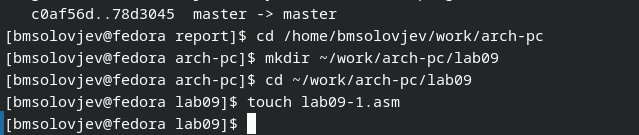 c0af56d..78d3045  master -> master
[bmsolovjev@fedora report]$ cd /home/bmsolovjev/work/arch-pc
[bmsolovjev@fedora arch-pc]$ mkdir ~/work/arch-pc/lab09
[bmsolovjev@fedora arch-pc]$ cd ~/work/arch-pc/lab09
[bmsolovjev@fedora lab09]$ touch lab09-1.asm
[bmsolovjev@fedora lab09]$